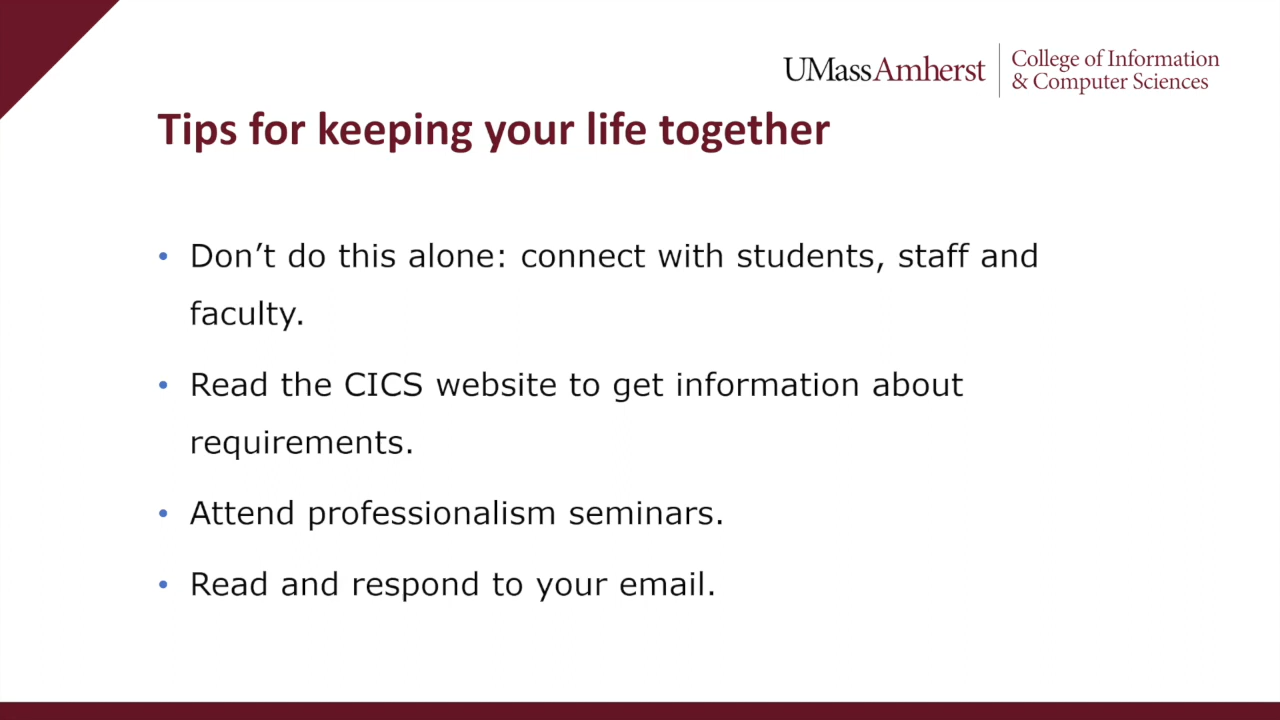 UMassAmherst
College of Information
& Computer Sciences
Tips for keeping your life together
• Don’t do this alone: connect with students, staff and
faculty.
• Read the CICS website to get information about
requirements.
• Attend professionalism seminars.
• Read and respond to your email.